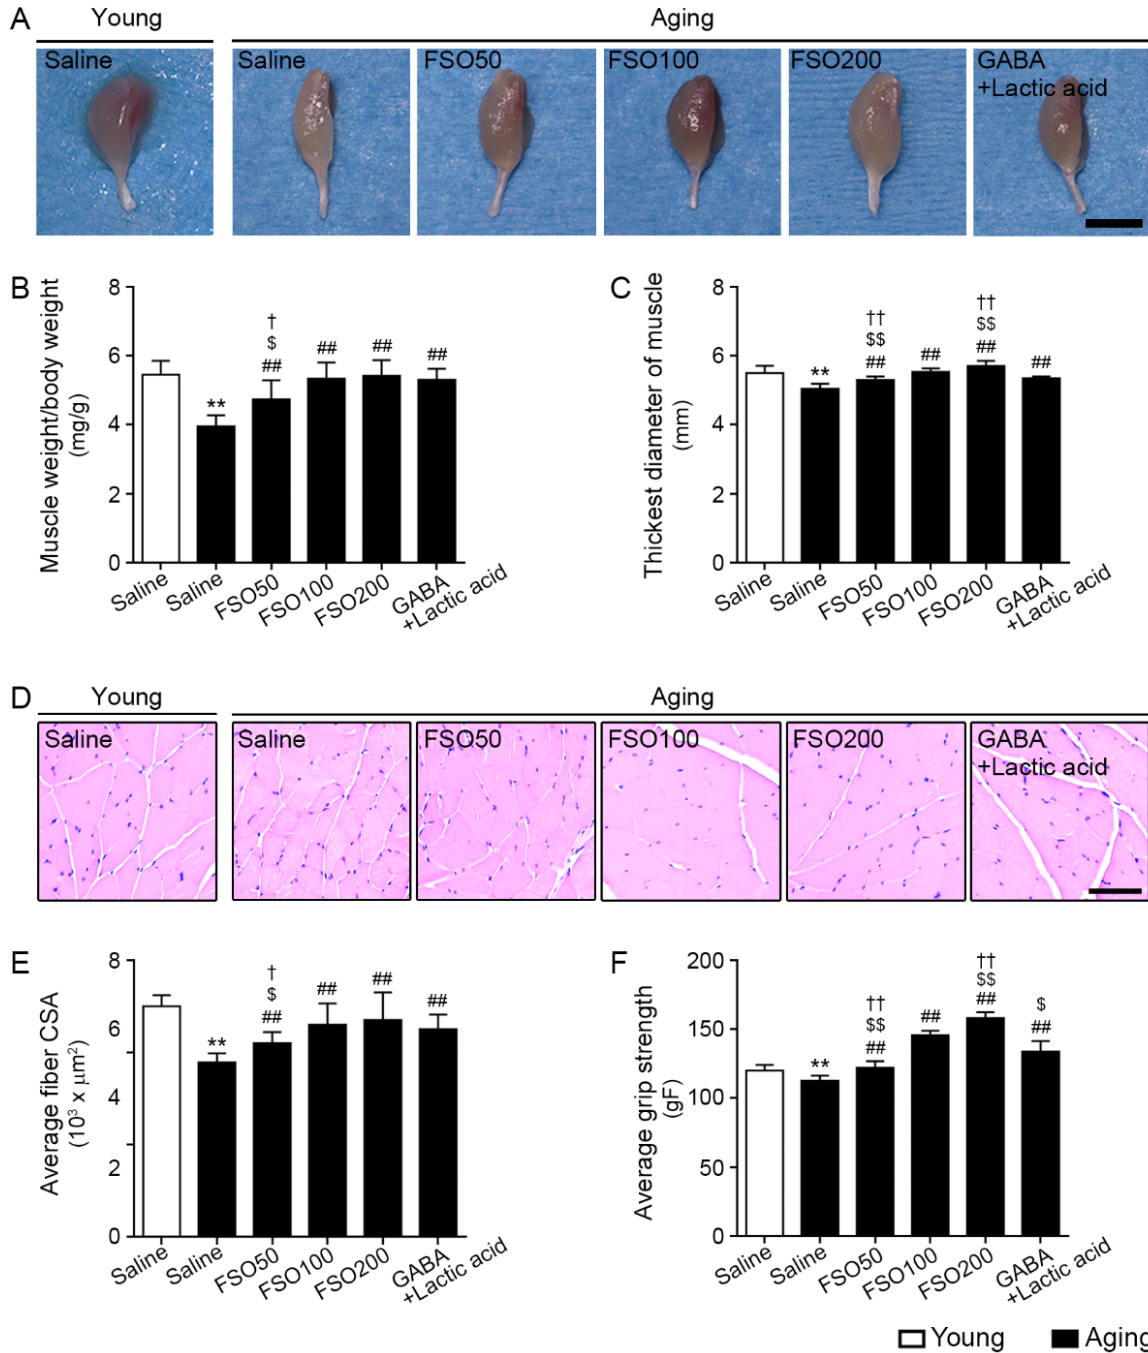 A
Young
Aging
Saline
Saline
FSO50
FSO100
FSO200
GABA
+Lactic acid
B
Muscle weight/body weight
(mg/g)
8
6
4
2
0
**
†
$
##
##
##
##
Saline
Saline
FSO50
FSO100
FSO200
GABA
+Lactic acid
C
Thickest diameter of muscle
(mm)
8
6
4
2
0
**
††
$$
##
##
††
$$
##
##
Saline
Saline
FSO50
FSO100
FSO200
GABA
+Lactic acid
D
Young
Aging
Saline
Saline
FSO50
FSO100
FSO200
GABA
+Lactic acid
E
Average fiber CSA
(10³ x μm²)
8
6
4
2
0
**
†
$
##
##
##
##
Saline
Saline
FSO50
FSO100
FSO200
GABA
+Lactic acid
F
Average grip strength
(gF)
200
150
100
50
0
**
††
$$
##
##
††
$$
##
$
##
Saline
Saline
FSO50
FSO100
FSO200
GABA
+Lactic acid
Young
Aging